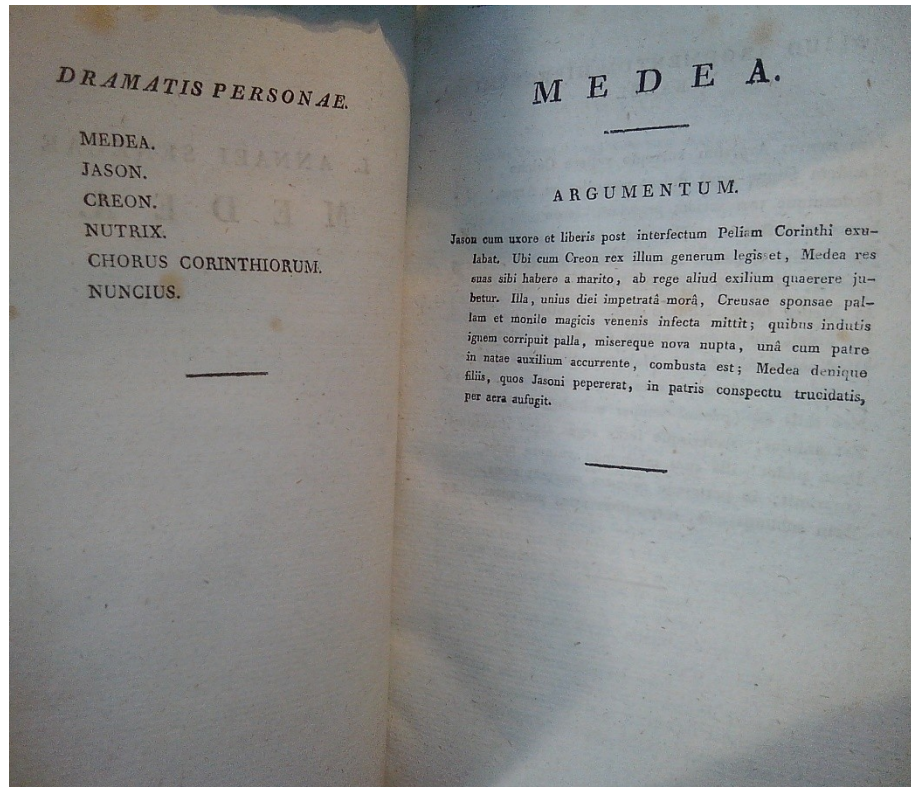 DRAMATIS PERSONAE.
MEDEA.
JASON.
CREON.
NUTRIX.
CHORUS CORINTHIORUM.
NUNCIUS.
MEDEA.
ARGUMENTUM.
Jason cum uxore et liberis post interfectum Peliam Corinthi exu-
labat. Ubi cum Creon rex illum generum legisset, Medea res
suas sibi habere a marito, ab rege aliud exilium quaerere ju-
betur. Illa, unius diei impetratâ morâ, Creusae sponsae pal-
lam et monile magicis venenis infecta mittit; quibus indutis
ignem corripuit palla, misereque nova nupta, unâ cum patre
in natae auxilium accurrente, combusta est; Medea denique
filiis, quos Jasoni pepererat, in patris conspectu trucidatis,
per aera aufugit.